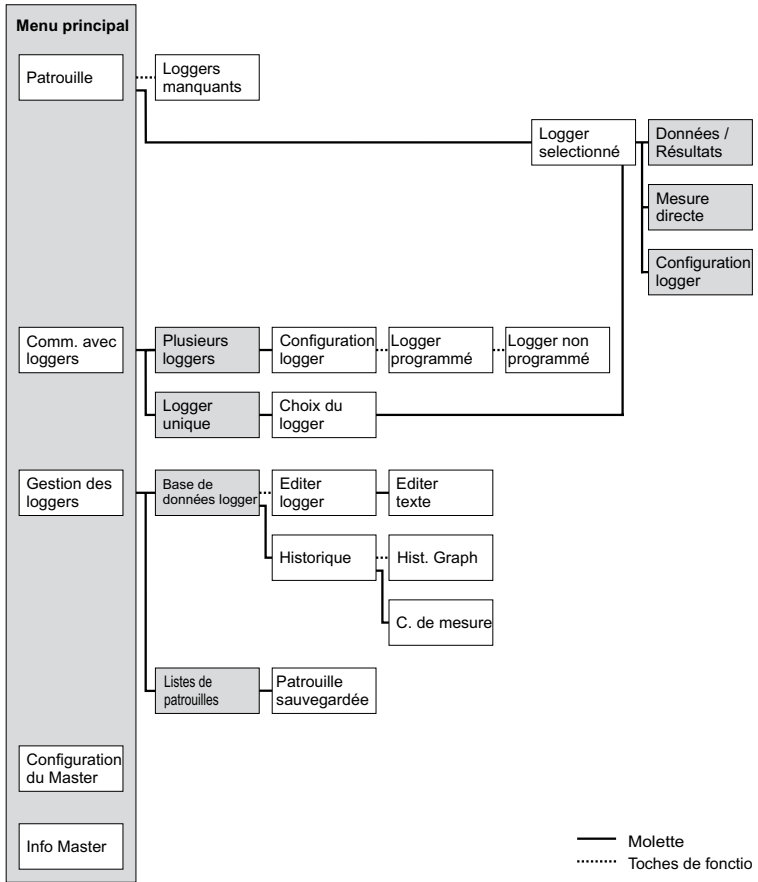 Menu principal
Patrouille
Loggers
manquants
Logger
selectionné
Données /
Résultats
Mesure
directe
Configuration
logger
Comm. avec
loggers
Plusieurs
loggers
Configuration
logger
Logger
programmé
Logger non
programmé
Logger
unique
Choix du
logger
Gestion des
loggers
Base de
données logger
Editer
logger
Editer
texte
Historique
Hist. Graph
C. de mesure
Listes de
patrouilles
Patrouille
sauvegardée
Configuration
du Master
Info Master
Molette
Toches de fonctio